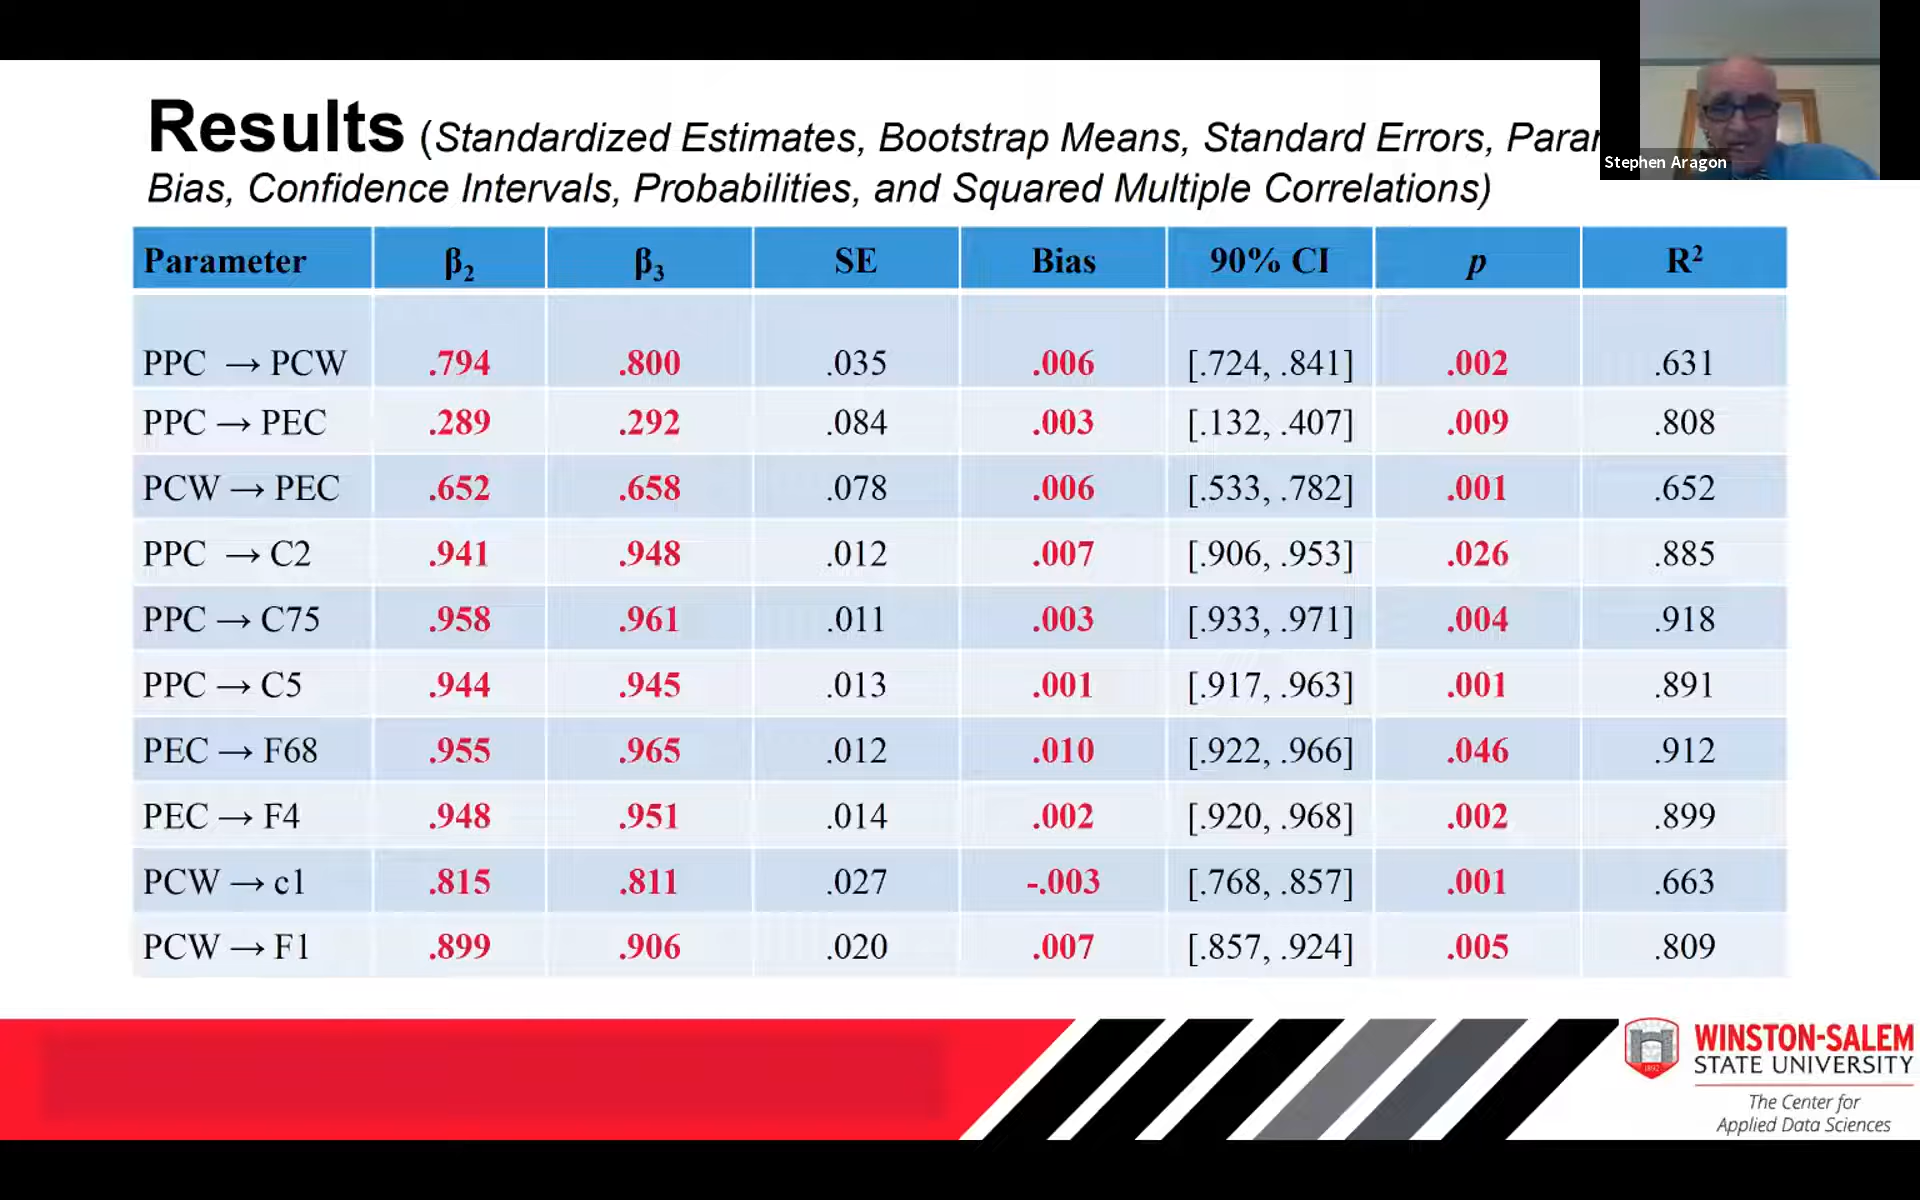 Results (Standardized Estimates, Bootstrap Means, Standard Errors,
Bias, Confidence Intervals, Probabilities, and Squared Multiple Correlations)
Stephen Aragon
Parameter β₂ β₃ SE Bias 90% CI p R²
PPC → PCW .794 .800 .035 .006 [.724, .841] .002 .631
PPC → PEC .289 .292 .084 .003 [.132, .407] .009 .808
PCW → PEC .652 .658 .078 .006 [.533, .782] .001 .652
PPC → C2 .941 .948 .012 .007 [.906, .953] .026 .885
PPC → C75 .958 .961 .011 .003 [.933, .971] .004 .918
PPC → C5 .944 .945 .013 .001 [.917, .963] .001 .891
PEC → F68 .955 .965 .012 .010 [.922, .966] .046 .912
PEC → F4 .948 .951 .014 .002 [.920, .968] .002 .899
PCW → c1 .815 .811 .027 -.003 [.768, .857] .001 .663
PCW → F1 .899 .906 .020 .007 [.857, .924] .005 .809
1892
WINSTON-SALEM
STATE UNIVERSITY
The Center for
Applied Data Sciences